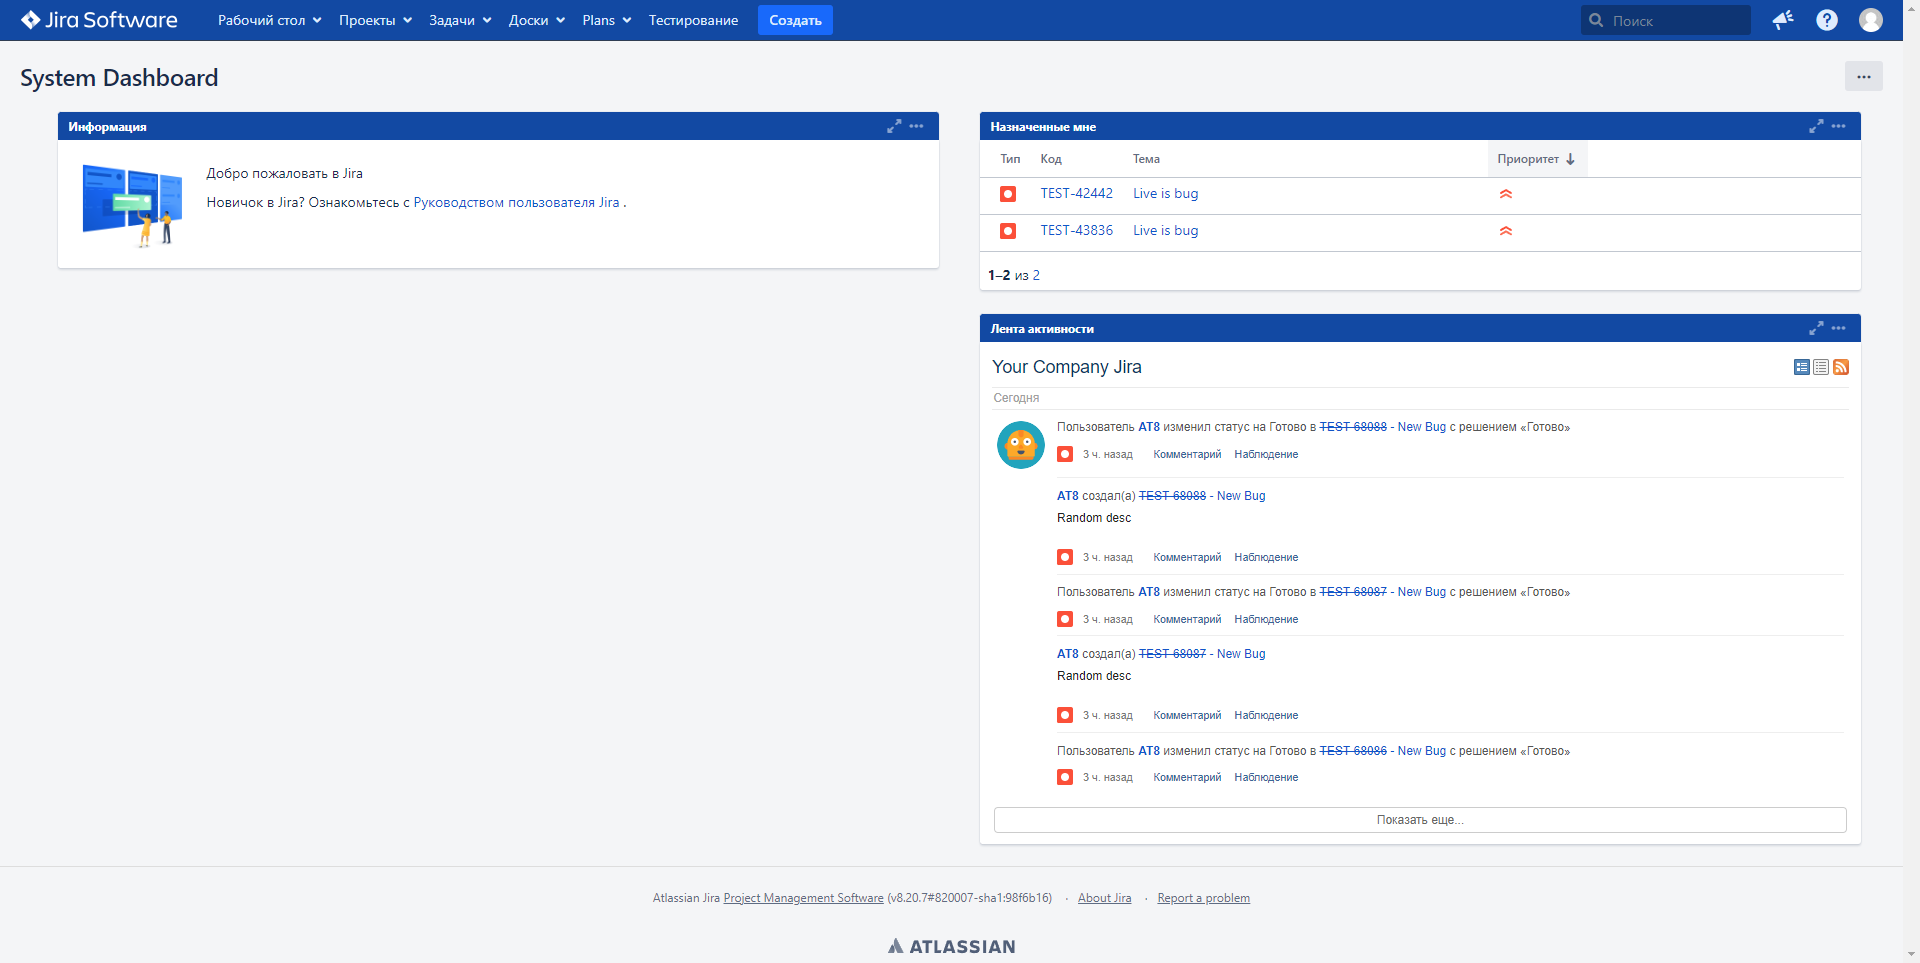 Jira Software Рабочий стол Проекты Задачи Доски Plans Тестирование Создать Поиск
System Dashboard
Информация
Добро пожаловать в Jira
Новичок в Jira? Ознакомьтесь с Руководством пользователя Jira .
Назначенные мне
Тип Код Тема Приоритет
TEST-42442 Live is bug
TEST-43836 Live is bug
1–2 из 2
Лента активности
Your Company Jira
Сегодня
Пользователь AT8 изменил статус на Готово в TEST-68088 - New Bug с решением «Готово»
3 ч. назад Комментарий Наблюдение
AT8 создал(а) TEST-68088 - New Bug
Random desc
3 ч. назад Комментарий Наблюдение
Пользователь AT8 изменил статус на Готово в TEST-68087 - New Bug с решением «Готово»
3 ч. назад Комментарий Наблюдение
AT8 создал(а) TEST-68087 - New Bug
Random desc
3 ч. назад Комментарий Наблюдение
Пользователь AT8 изменил статус на Готово в TEST-68086 - New Bug с решением «Готово»
3 ч. назад Комментарий Наблюдение
Показать еще...
Atlassian Jira Project Management Software (v8.20.7#820007-sha1:98f6b16) · About Jira · Report a problem
ATLASSIAN